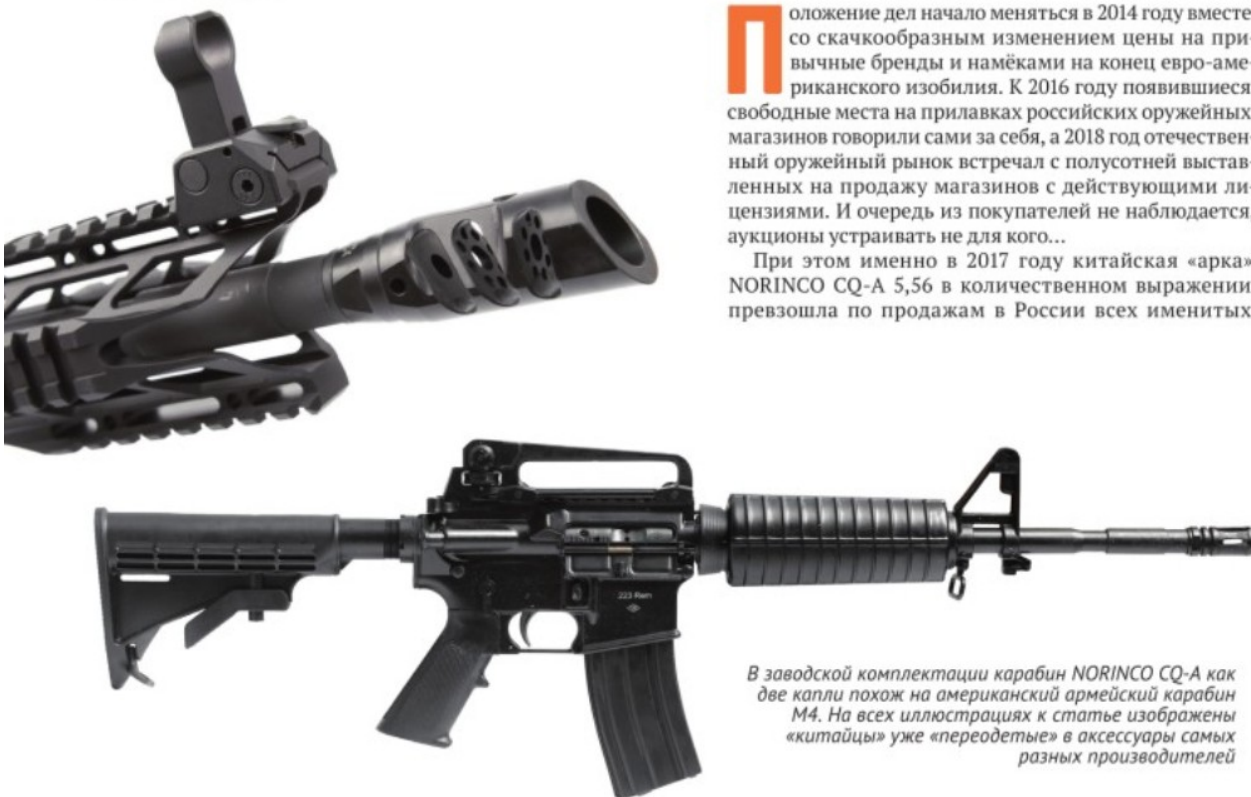 Положение дел начало меняться в 2014 году вместе
со скачкообразным изменением цены на при-
вычные бренды и намёками на конец евро-аме-
риканского изобилия. К 2016 году появившиеся
свободные места на прилавках российских оружейных
магазинов говорили сами за себя, а 2018 год отечествен-
ный оружейный рынок встречал с полусотней выстав-
ленных на продажу магазинов с действующими ли-
цензиями. И очередь из покупателей не наблюдается
аукционы устраивать не для кого…
При этом именно в 2017 году китайская «арка»
NORINCO CQ-A 5,56 в количественном выражении
превзошла по продажам в России всех именитых
223 Rem
В заводской комплектации карабин NORINCO CQ-A как
две капли похож на американский армейский карабин
М4. На всех иллюстрациях к статье изображены
«китайцы» уже «переодетые» в аксессуары самых
разных производителей